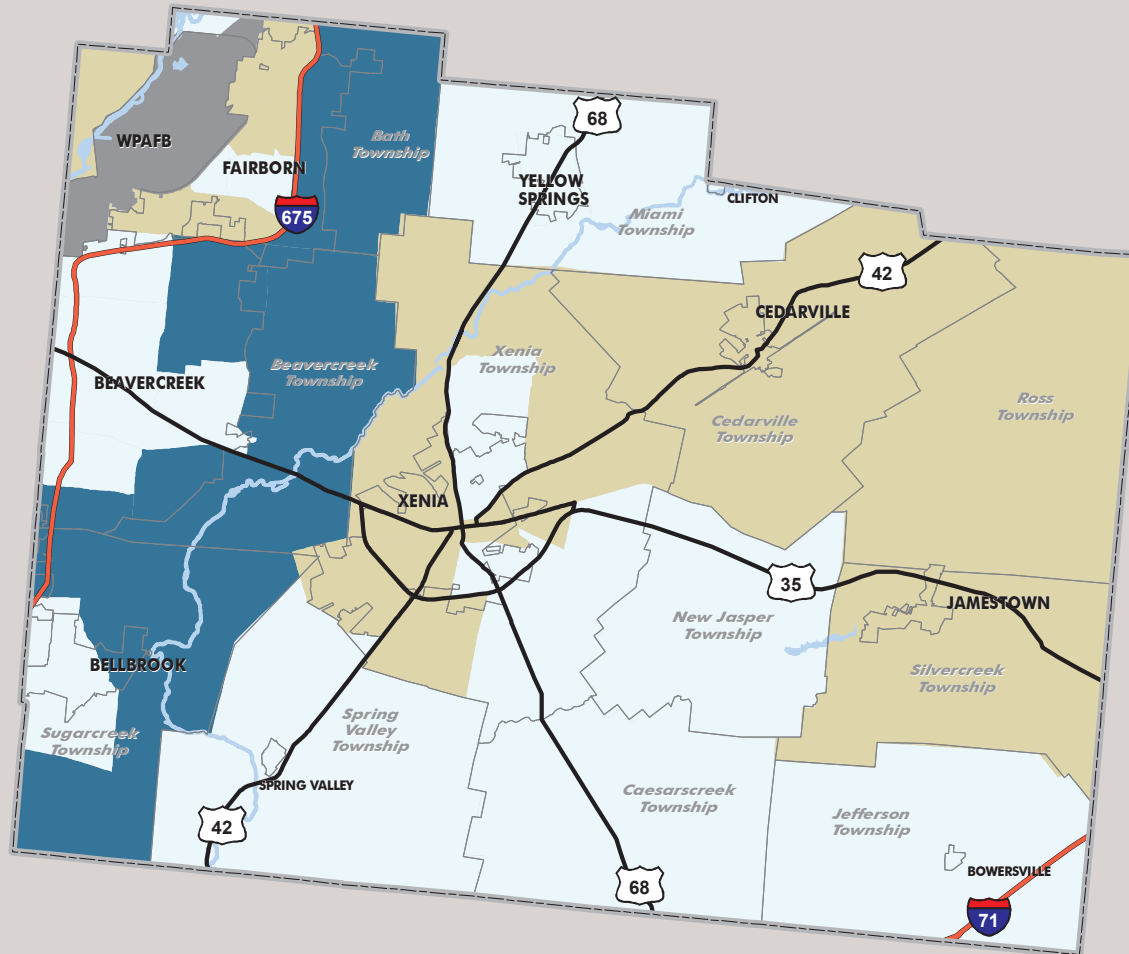 68
WPAFB
Bath
Township
FAIRBORN
YELLOW
SPRINGS
CLIFTON
675
Miami
Township
42
CEDARVILLE
Xenia
Township
Beavercreek
Township
BEAVERCREEK
Ross
Township
Cedarville
Township
XENIA
35
JAMESTOWN
New Jasper
Township
BELLBROOK
Silvercreek
Township
Spring
Valley
Township
Sugarcreek
Township
SPRING VALLEY
Caesarscreek
Township
Jefferson
Township
42
BOWERSVILLE
68
71